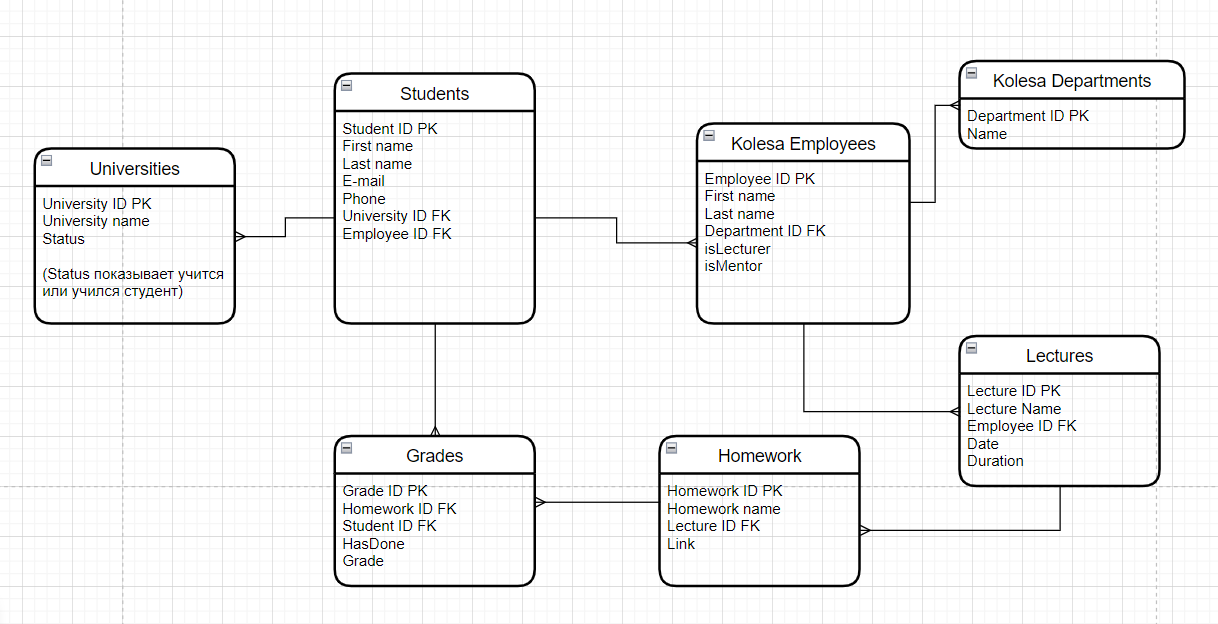 Universities
University ID PK
University name
Status
(Status показывает учится
или учился студент)
Students
Student ID PK
First name
Last name
E-mail
Phone
University ID FK
Employee ID FK
Kolesa Employees
Employee ID PK
First name
Last name
Department ID FK
isLecturer
isMentor
Kolesa Departments
Department ID PK
Name
Grades
Grade ID PK
Homework ID FK
Student ID FK
HasDone
Grade
Homework
Homework ID PK
Homework name
Lecture ID FK
Link
Lectures
Lecture ID PK
Lecture Name
Employee ID FK
Date
Duration